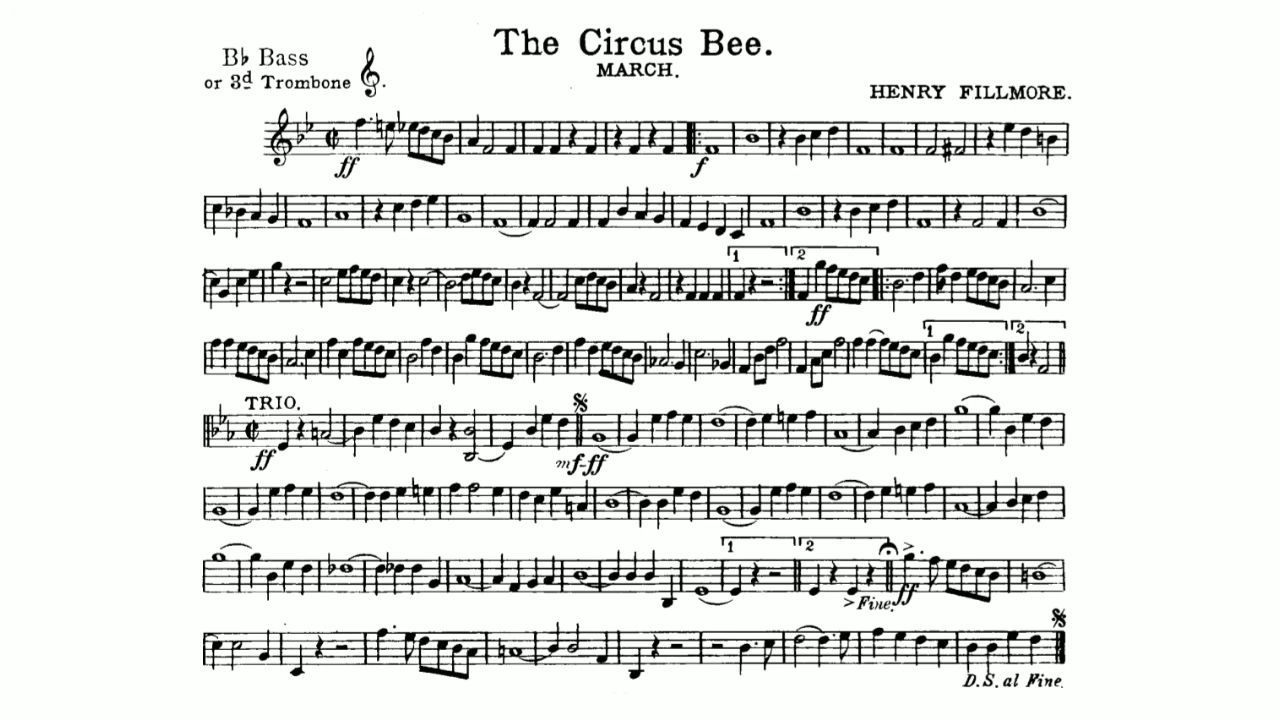 The Circus Bee.
MARCH.
B♭ Bass
or 3d Trombone
HENRY FILLMORE.
ff
f
1
2
ff
1
2
TRIO.
ff
mf-ff
1
2
Fine.
ff
D.S. al Fine.